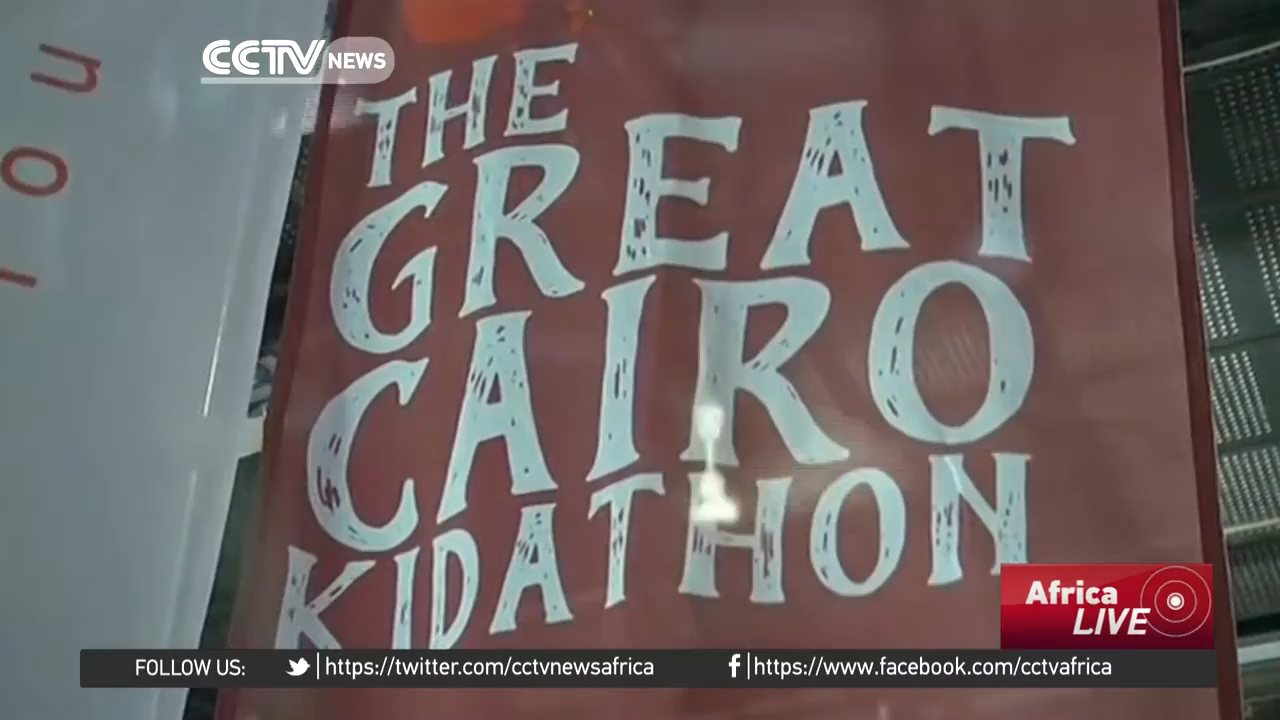 CCTV NEWS
you
THE
GREAT
CAIRO
KIDATHON
Africa
LIVE
FOLLOW US:
https://twitter.com/cctvnewsafrica
https://www.facebook.com/cctvafrica